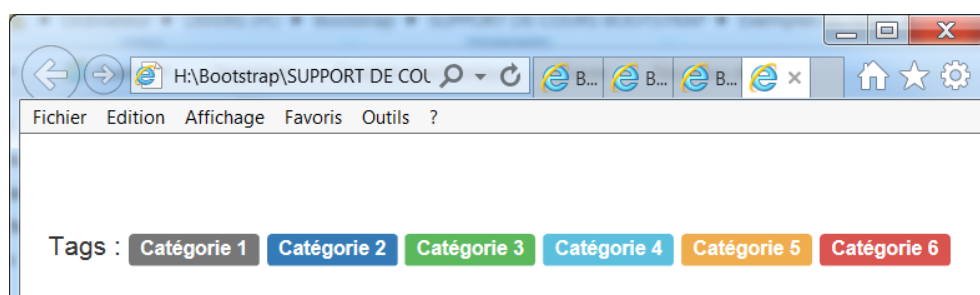 H:\Bootstrap\SUPPORT DE COU B... B... B...
Fichier Edition Affichage Favoris Outils ?
Tags : Catégorie 1 Catégorie 2 Catégorie 3 Catégorie 4 Catégorie 5 Catégorie 6